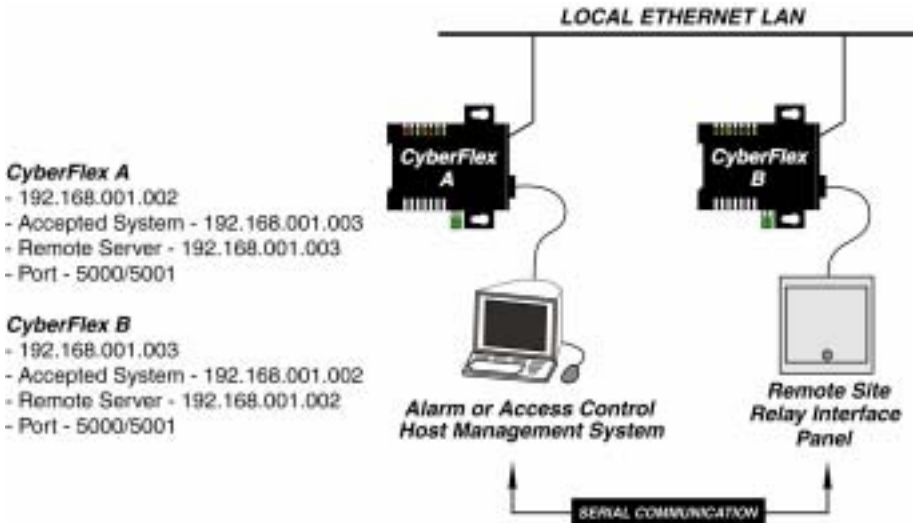 LOCAL ETHERNET LAN
CyberFlex
A
CyberFlex
B
CyberFlex A
- 192.168.001.002
- Accepted System - 192.168.001.003
- Remote Server - 192.168.001.003
- Port - 5000/5001
CyberFlex B
- 192.168.001.003
- Accepted System - 192.168.001.002
- Remote Server - 192.168.001.002
- Port - 5000/5001
Alarm or Access Control
Host Management System
Remote Site
Relay Interface
Panel
SERIAL COMMUNICATION